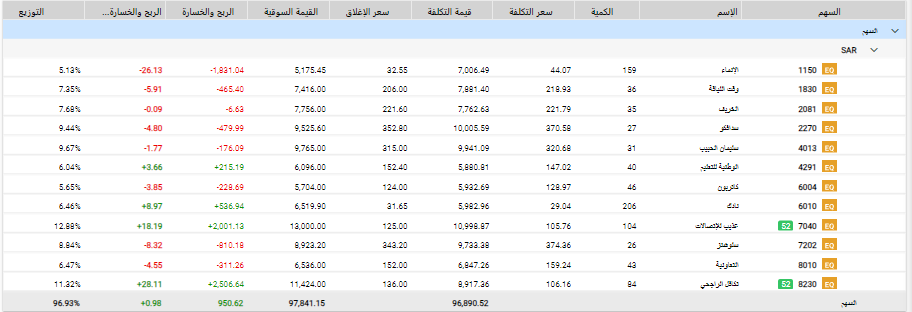 السهم الإسم الكمية سعر التكلفة قيمة التكلفة سعر الإغلاق القيمة السوقية الربح والخسارة الربح والخسارة... التوزيع
السهم
SAR
EQ 1150 الإنماء 159 44.07 7,006.49 32.55 5,175.45 -1,831.04 -26.13 5.13%
EQ 1830 وقت اللياقة 36 218.93 7,881.40 206.00 7,416.00 -465.40 -5.91 7.35%
EQ 2081 الخريف 35 221.79 7,762.63 221.60 7,756.00 -6.63 -0.09 7.68%
EQ 2270 سدافكو 27 370.58 10,005.59 352.80 9,525.60 -479.99 -4.80 9.44%
EQ 4013 سليمان الحبيب 31 320.68 9,941.09 315.00 9,765.00 -176.09 -1.77 9.67%
EQ 4291 الوطنية للتعليم 40 147.02 5,880.81 152.40 6,096.00 +215.19 +3.66 6.04%
EQ 6004 كاتريون 46 128.97 5,932.69 124.00 5,704.00 -228.69 -3.85 5.65%
EQ 6010 نادك 206 29.04 5,982.96 31.65 6,519.90 +536.94 +8.97 6.46%
EQ 7040 52 عذيب للإتصالات 104 105.76 10,998.87 125.00 13,000.00 +2,001.13 +18.19 12.88%
EQ 7202 سلوشنز 26 374.36 9,733.38 343.20 8,923.20 -810.18 -8.32 8.84%
EQ 8010 التعاونية 43 159.24 6,847.26 152.00 6,536.00 -311.26 -4.55 6.47%
EQ 8230 52 تكافل الراجحي 84 106.16 8,917.36 136.00 11,424.00 +2,506.64 +28.11 11.32%
السهم 96,890.52 97,841.15 950.62 +0.98 96.93%